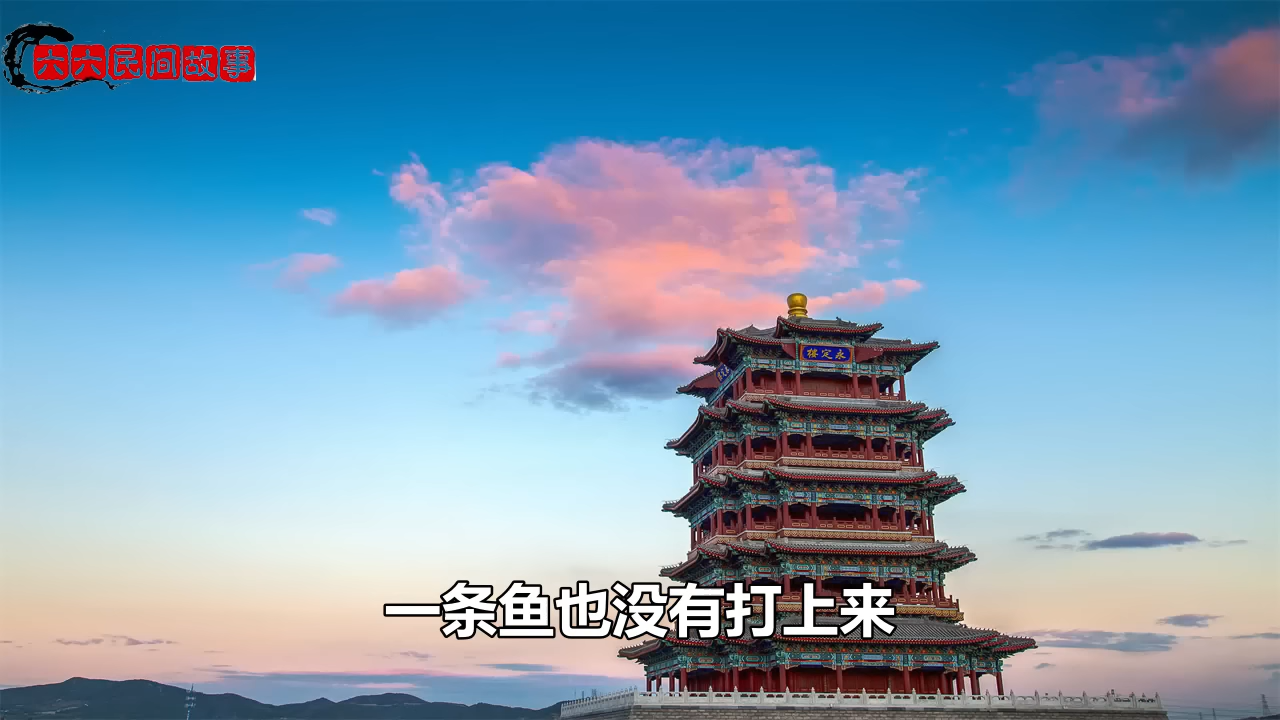 六六民间故事
永定楼
一条鱼也没有打上来